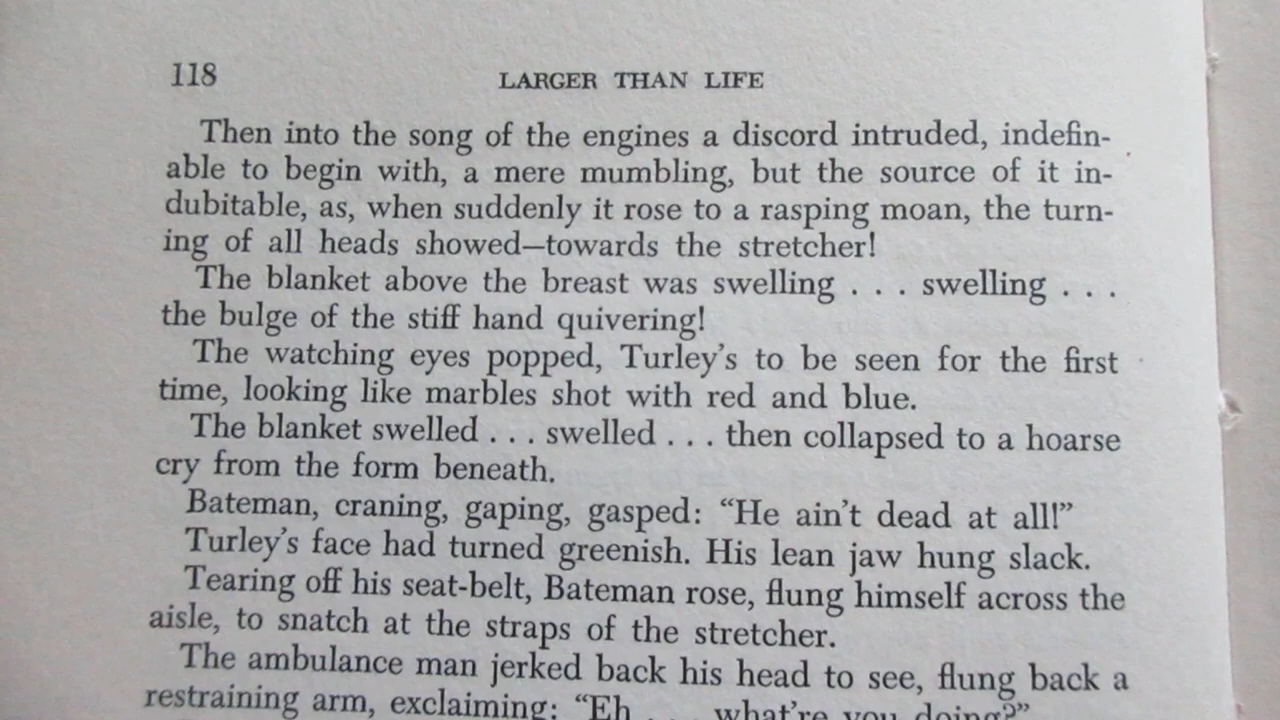 118 LARGER THAN LIFE
Then into the song of the engines a discord intruded, indefin-
able to begin with, a mere mumbling, but the source of it in-
dubitable, as, when suddenly it rose to a rasping moan, the turn-
ing of all heads showed—towards the stretcher!
The blanket above the breast was swelling . . . swelling . . .
the bulge of the stiff hand quivering!
The watching eyes popped, Turley's to be seen for the first
time, looking like marbles shot with red and blue.
The blanket swelled . . . swelled . . . then collapsed to a hoarse
cry from the form beneath.
Bateman, craning, gaping, gasped: “He ain't dead at all!”
Turley's face had turned greenish. His lean jaw hung slack.
Tearing off his seat-belt, Bateman rose, flung himself across the
aisle, to snatch at the straps of the stretcher.
The ambulance man jerked back his head to see, flung back a
restraining arm, exclaiming: “Eh . . . what're you doing?”